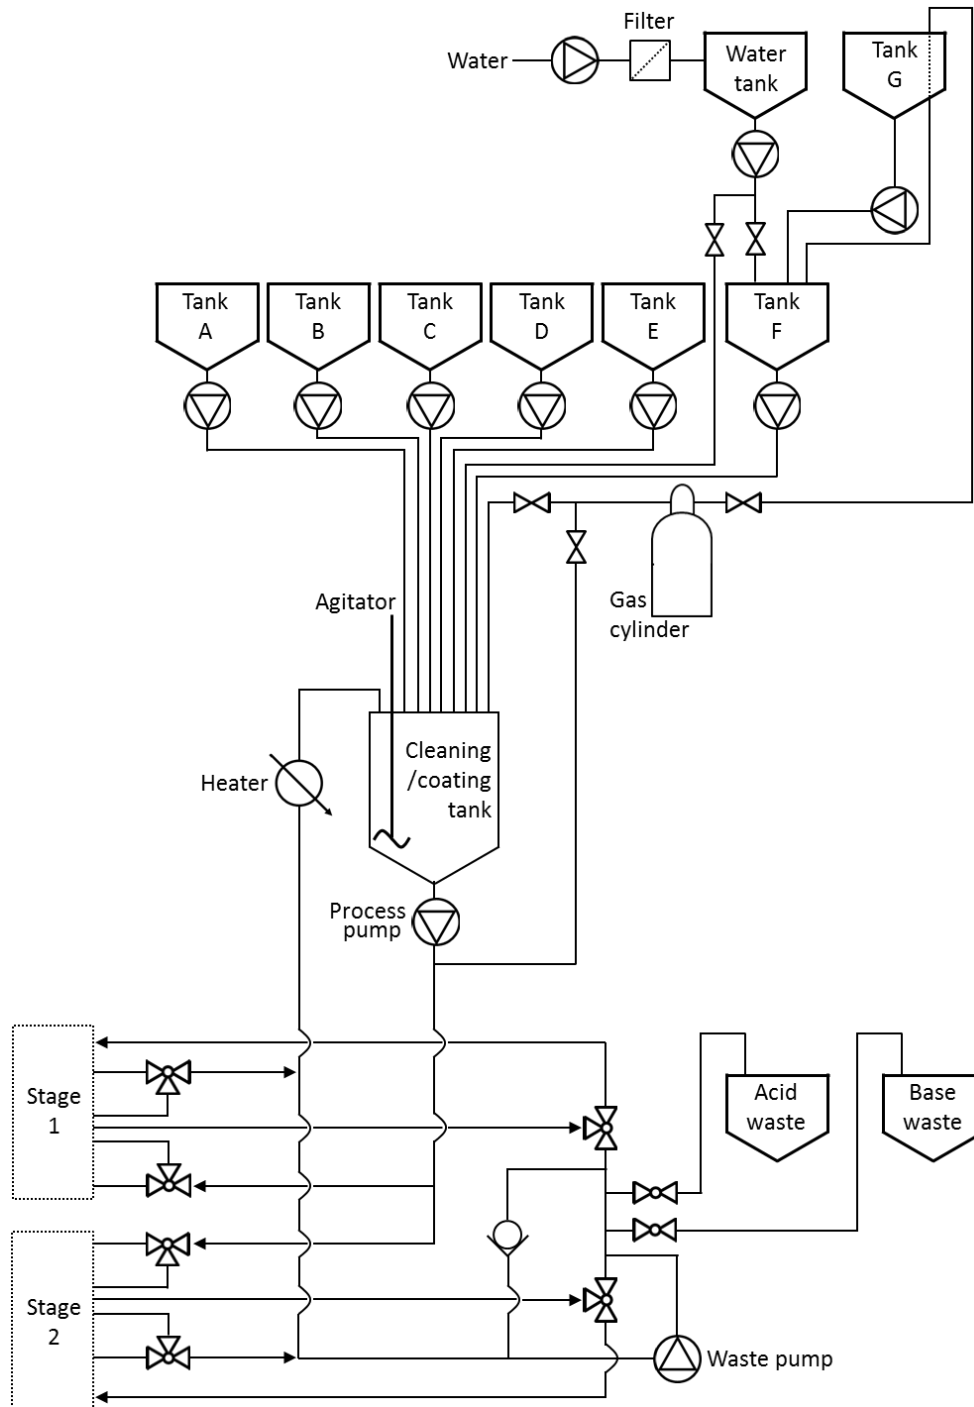 Filter
Water
Water
tank
Tank
G
Tank
A
Tank
B
Tank
C
Tank
D
Tank
E
Tank
F
Gas
cylinder
Agitator
Cleaning
/coating
tank
Heater
Process
pump
Stage
1
Acid
waste
Base
waste
Stage
2
Waste pump